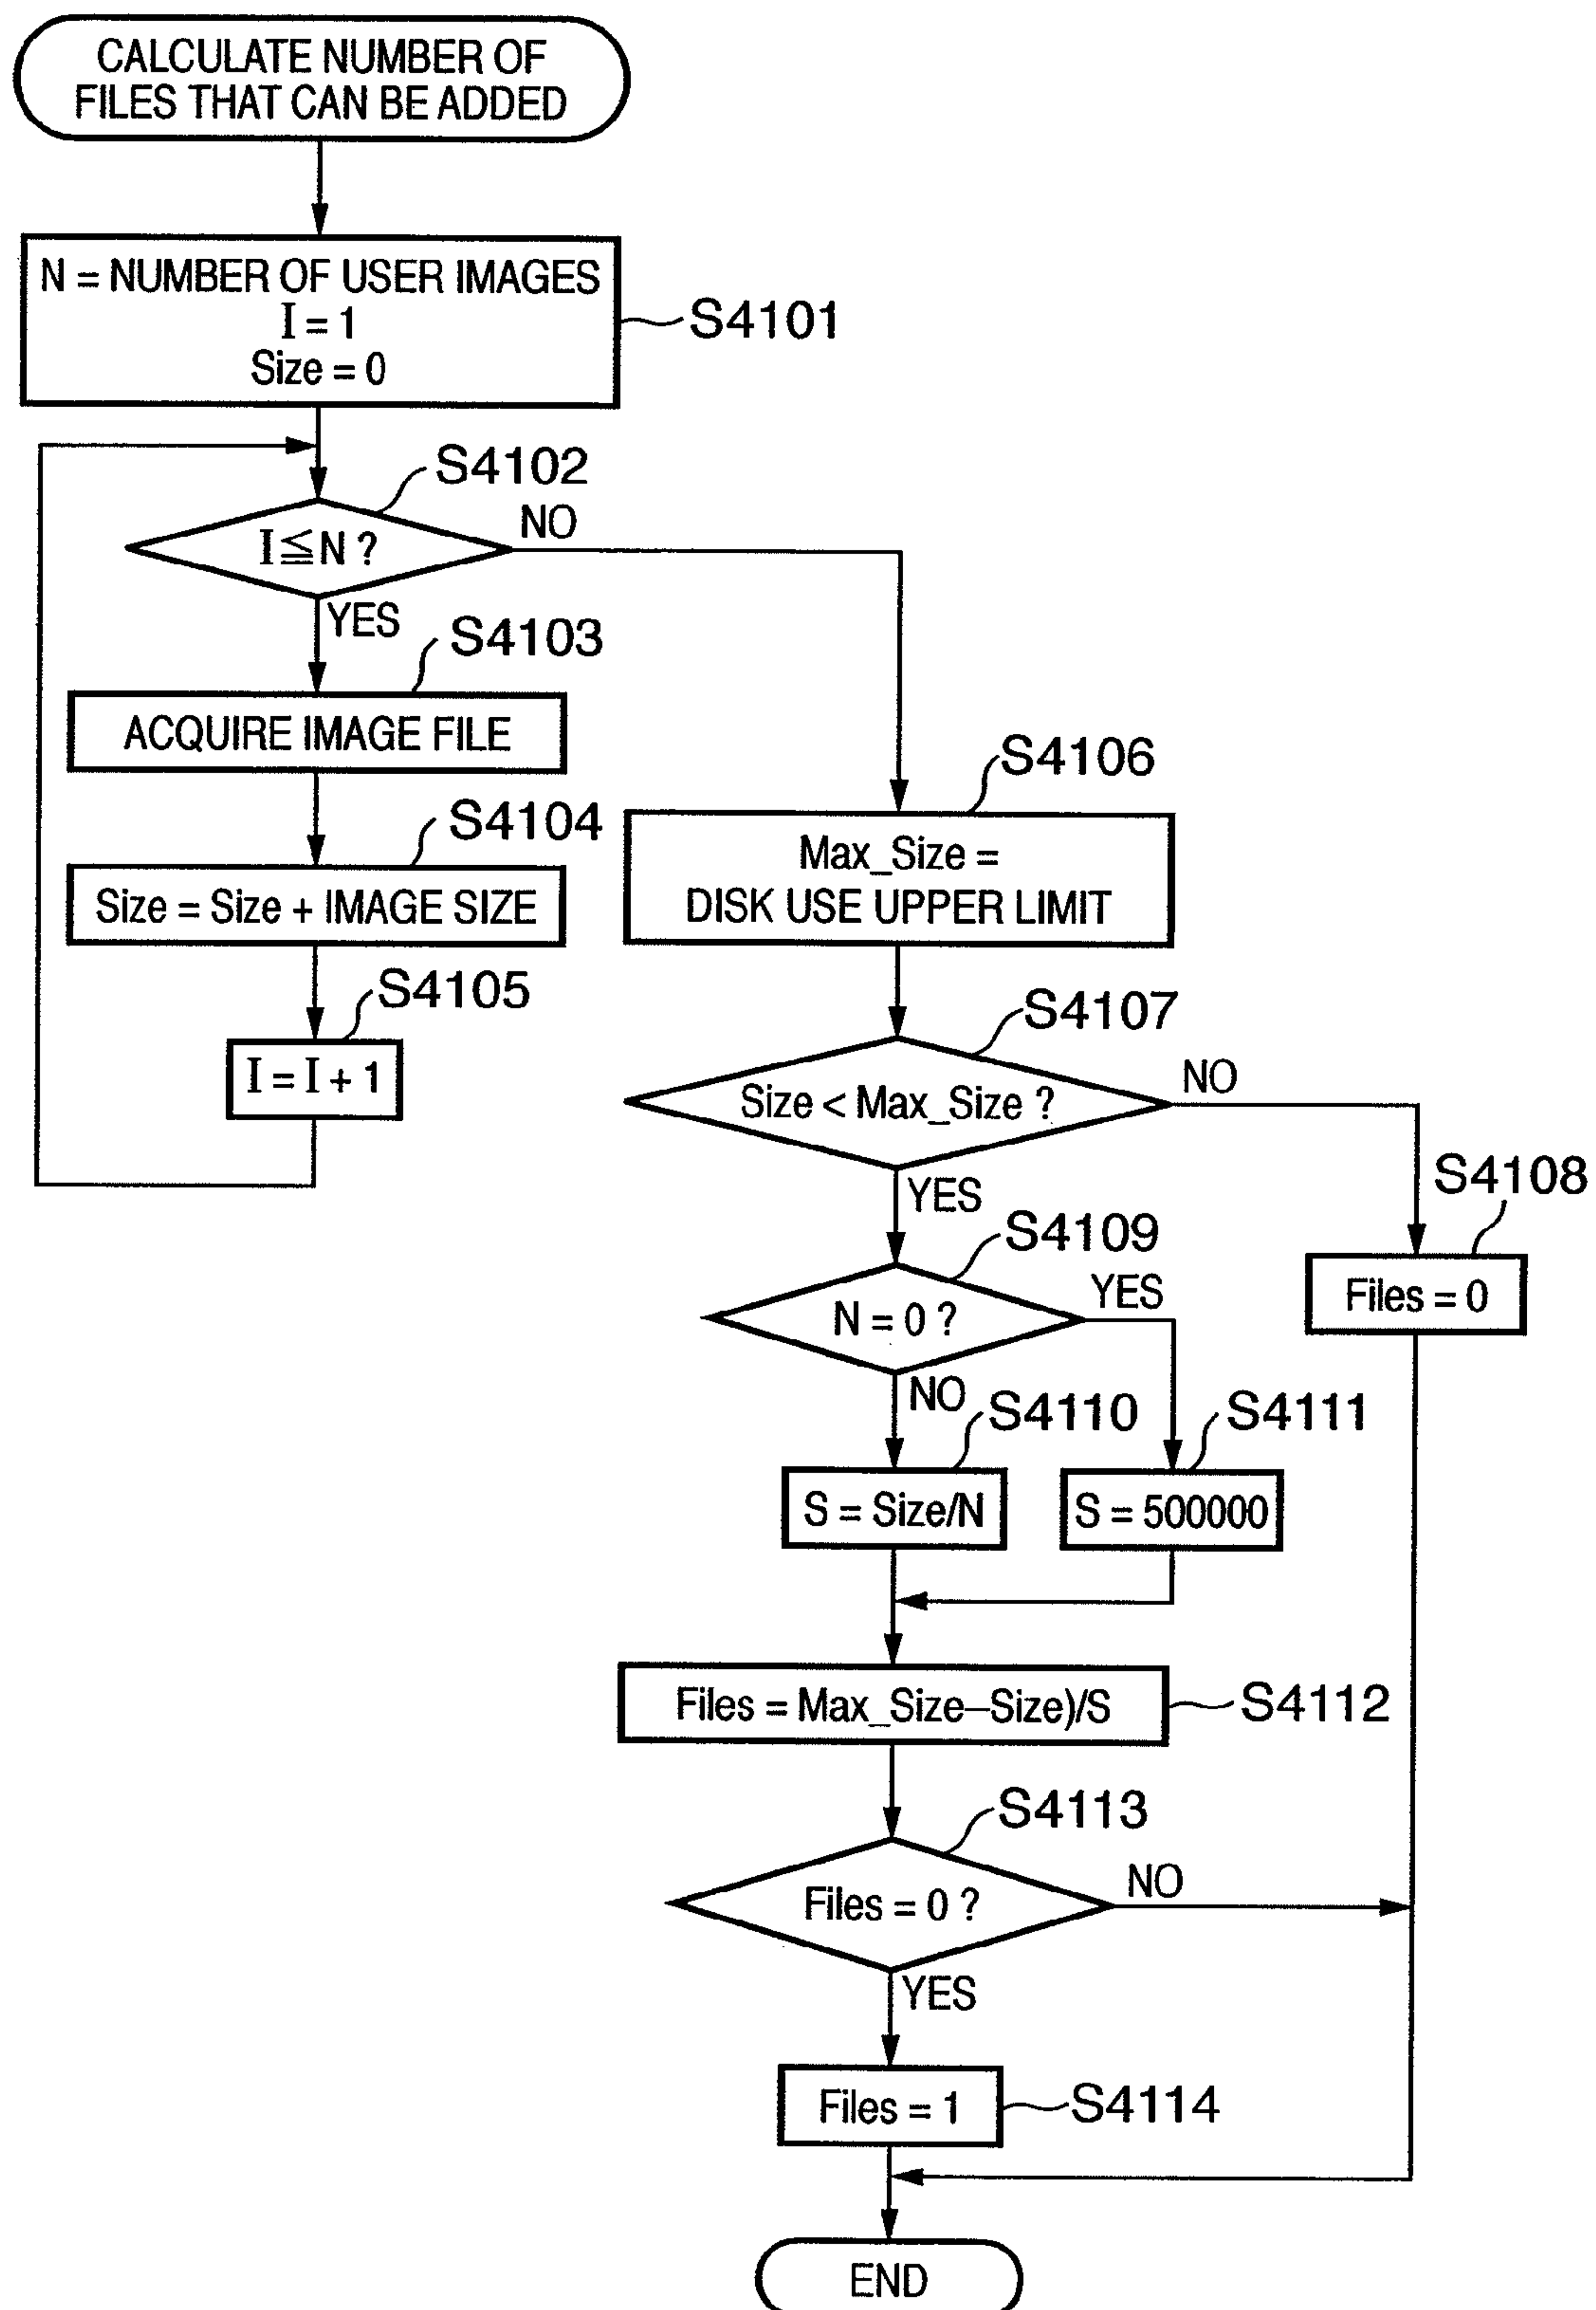 CALCULATE NUMBER OF
FILES THAT CAN BE ADDED
N = NUMBER OF USER IMAGES
I = 1
Size = 0
S4101
S4102
I≦N ?
NO
YES
S4103
ACQUIRE IMAGE FILE
S4104
Size = Size + IMAGE SIZE
S4105
I = I + 1
S4106
Max_Size =
DISK USE UPPER LIMIT
S4107
Size < Max_Size ?
NO
YES
S4108
Files = 0
S4109
N = 0 ?
YES
NO
S4110
S = Size/N
S4111
S = 500000
Files = Max_Size–Size)/S
S4112
S4113
Files = 0 ?
NO
YES
Files = 1
S4114
END